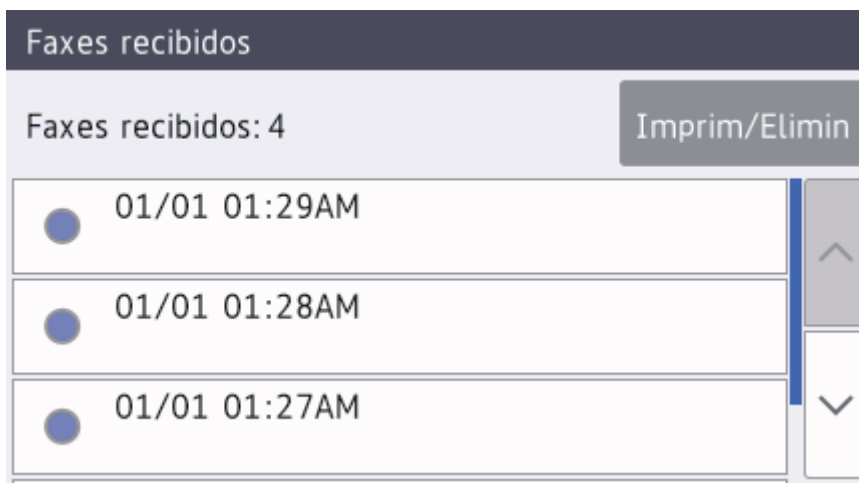 Faxes recibidos
Faxes recibidos: 4
Imprim/Elimin
01/01 01:29AM
01/01 01:28AM
01/01 01:27AM